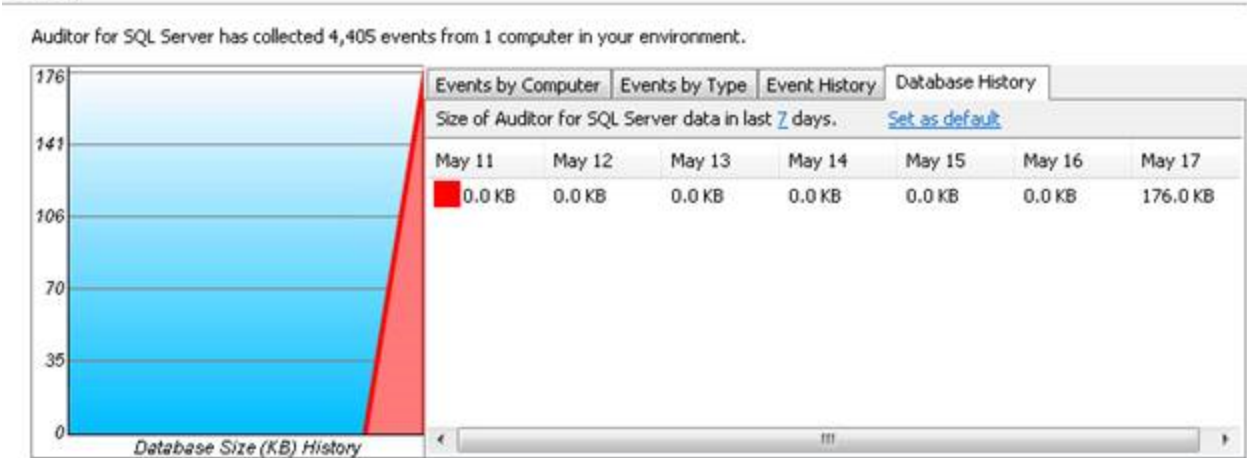 Auditor for SQL Server has collected 4,405 events from 1 computer in your environment.
176
141
106
70
35
0
Database Size (KB) History
Events by Computer Events by Type Event History Database History
Size of Auditor for SQL Server data in last 7 days. Set as default
May 11 May 12 May 13 May 14 May 15 May 16 May 17
0.0 KB 0.0 KB 0.0 KB 0.0 KB 0.0 KB 0.0 KB 176.0 KB